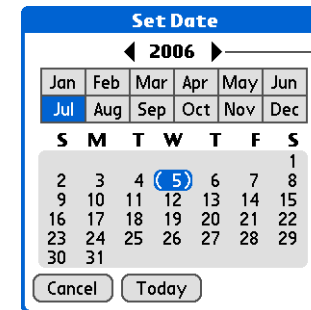 Set Date
2006
Jan Feb Mar Apr May Jun
Jul Aug Sep Oct Nov Dec
S M T W T F S
1
2 3 4 5 6 7 8
9 10 11 12 13 14 15
16 17 18 19 20 21 22
23 24 25 26 27 28 29
30 31
Cancel Today